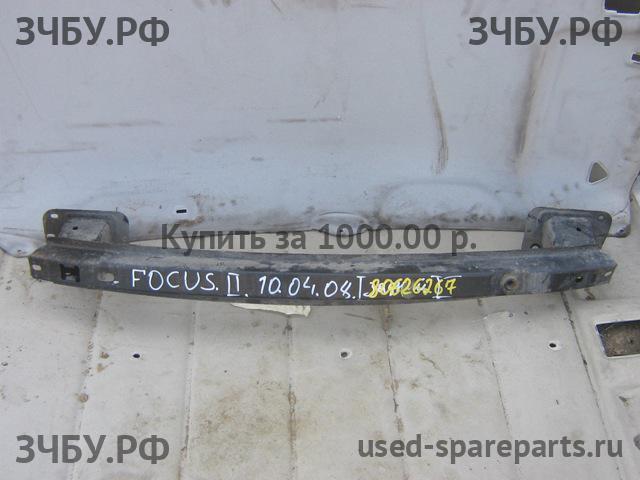 ЗЧБУ.РФ ЗЧБУ.РФ
Купить за 1000.00 р.
FOCUS. II. 10.04.08.
ЗЧБУ.РФ used-spareparts.ru